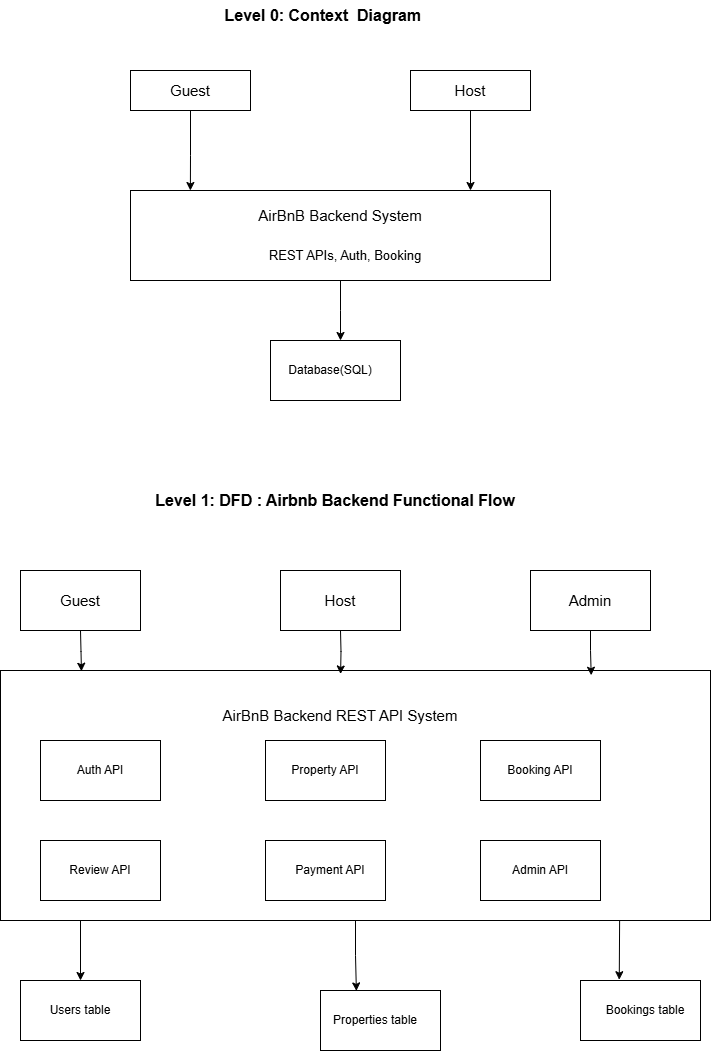 Level 0: Context Diagram
Guest
Host
AirBnB Backend System
REST APIs, Auth, Booking
Database(SQL)
Level 1: DFD : Airbnb Backend Functional Flow
Guest
Host
Admin
AirBnB Backend REST API System
Auth API
Property API
Booking API
Review API
Payment API
Admin API
Users table
Properties table
Bookings table